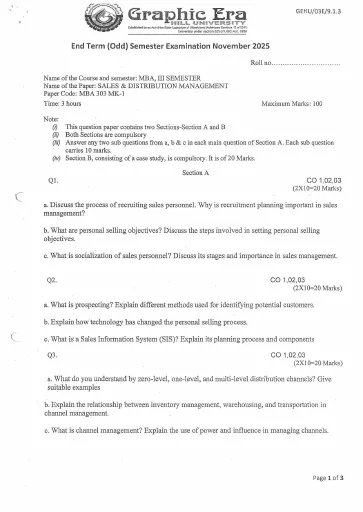 GEHU/03E/9.1.3
Graphic Era
HILL UNIVERSITY
End Term (Odd) Semester Examination November 2025
Roll no..............................
Name of the Course and semester: MBA, III SEMESTER
Name of the Paper: SALES & DISTRIBUTION MANAGEMENT
Paper Code: MBA 303 MK-1
Time: 3 hours Maximum Marks: 100
Note:
(i) This question paper contains two Sections-Section A and B
(ii) Both Sections are compulsory
(iii) Answer any two sub questions from a, b & c in each main question of Section A. Each sub question
carries 10 marks.
(iv) Section B, consisting of a case study, is compulsory. It is of 20 Marks.
Section A
Q1. CO 1,02,03
(2X10=20 Marks)
a. Discuss the process of recruiting sales personnel. Why is recruitment planning important in sales
management?
b. What are personal selling objectives? Discuss the steps involved in setting personal selling
objectives.
c. What is socialization of sales personnel? Discuss its stages and importance in sales management.
Q2. CO 1,02,03
(2X10=20 Marks)
a. What is prospecting? Explain different methods used for identifying potential customers.
b. Explain how technology has changed the personal selling process.
c. What is a Sales Information System (SIS)? Explain its planning process and components
Q3. CO 1,02,03
(2X10=20 Marks)
a. What do you understand by zero-level, one-level, and multi-level distribution channels? Give
suitable examples
b. Explain the relationship between inventory management, warehousing, and transportation in
channel management.
c. What is channel management? Explain the use of power and influence in managing channels.
Page 1 of 3